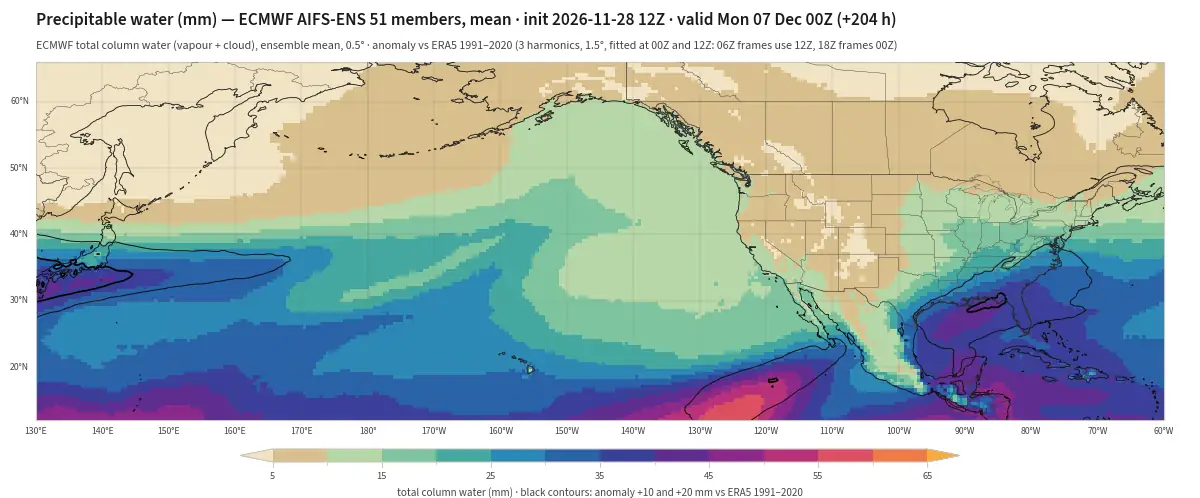 Precipitable water (mm) — ECMWF AIFS-ENS 51 members, mean · init 2026-11-28 12Z · valid Mon 07 Dec 00Z (+204 h)
ECMWF total column water (vapour + cloud), ensemble mean, 0.5° · anomaly vs ERA5 1991–2020 (3 harmonics, 1.5°, fitted at 00Z and 12Z: 06Z frames use 12Z, 18Z frames 00Z)
60°N
50°N
40°N
30°N
20°N
130°E 140°E 150°E 160°E 170°E 180° 170°W 160°W 150°W 140°W 130°W 120°W 110°W 100°W 90°W 80°W 70°W 60°W
5 15 25 35 45 55 65
total column water (mm) · black contours: anomaly +10 and +20 mm vs ERA5 1991–2020